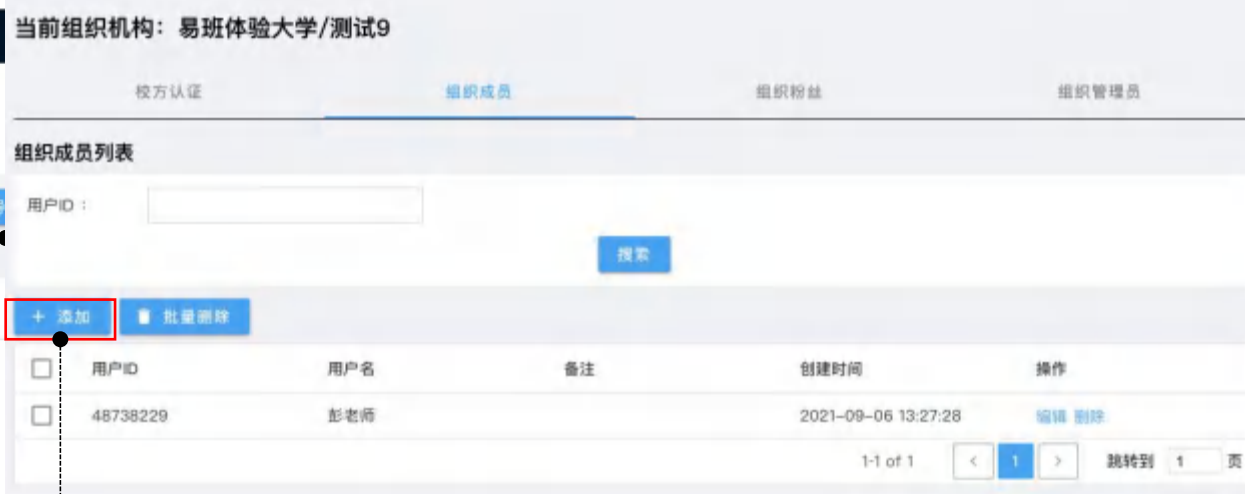 当前组织机构：易班体验大学/测试9
校方认证 组织成员 组织粉丝 组织管理员
组织成员列表
用户ID：
搜索
+ 添加 批量删除
用户ID 用户名 备注 创建时间 操作
48738229 彭老师 2021-09-06 13:27:28 编辑 删除
1-1 of 1 < 1 > 跳转到 1 页